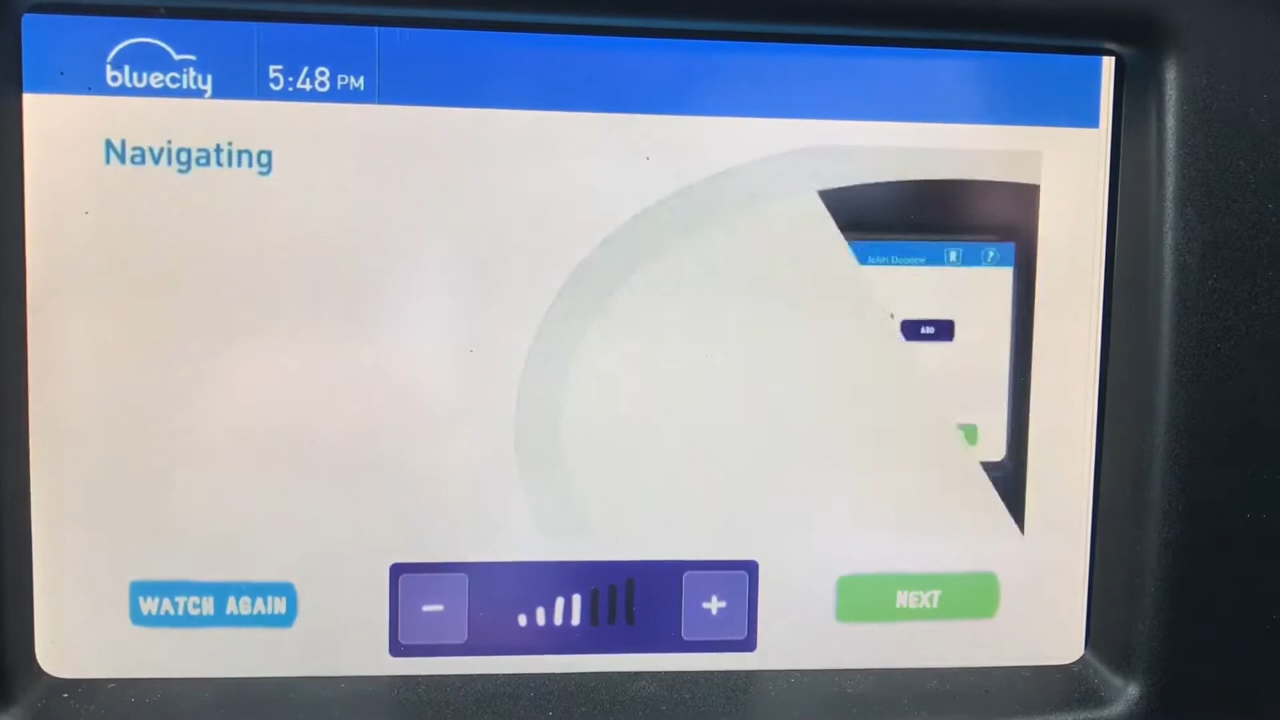 bluecity
5:48 PM
Navigating
?
WATCH AGAIN
-
+
NEXT